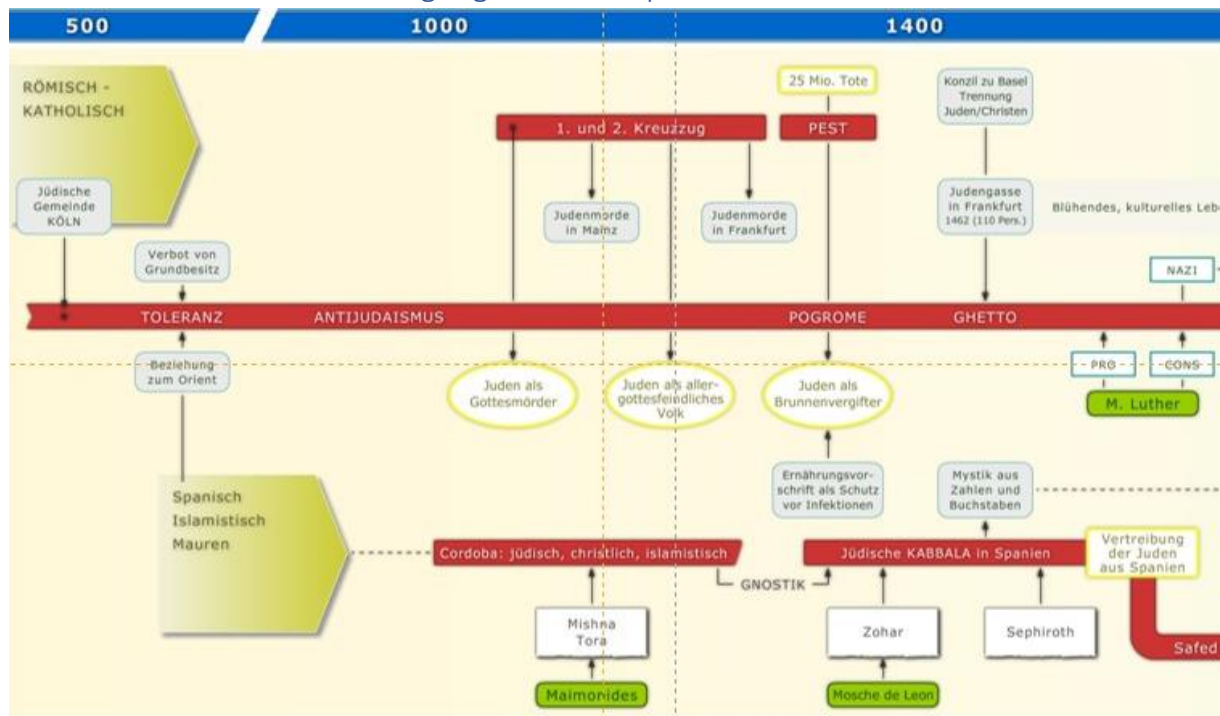 500
1000
1400
RÖMISCH -
KATHOLISCH
25 Mio. Tote
Konzil zu Basel
Trennung
Juden/Christen
1. und 2. Kreuzzug
PEST
Jüdische
Gemeinde
KÖLN
Judenmorde
in Mainz
Judenmorde
in Frankfurt
Judengasse
in Frankfurt
1462 (110 Pers.)
Blühendes, kulturelles Leb
Verbot von
Grundbesitz
NAZI
TOLERANZ
ANTIJUDAISMUS
POGROME
GHETTO
Beziehung
zum Orient
Juden als
Gottesmörder
Juden als aller-
gottesfeindliches
Volk
Juden als
Brunnenvergifter
PRO
CONS
M. Luther
Spanisch
Islamistisch
Mauren
Ernährungsvor-
schrift als Schutz
vor Infektionen
Mystik aus
Zahlen und
Buchstaben
Cordoba: jüdisch, christlich, islamistisch
GNOSTIK
Jüdische KABBALA in Spanien
Vertreibung
der Juden
aus Spanien
Mishna
Tora
Zohar
Sephiroth
Safed
Maimonides
Mosche de Leon